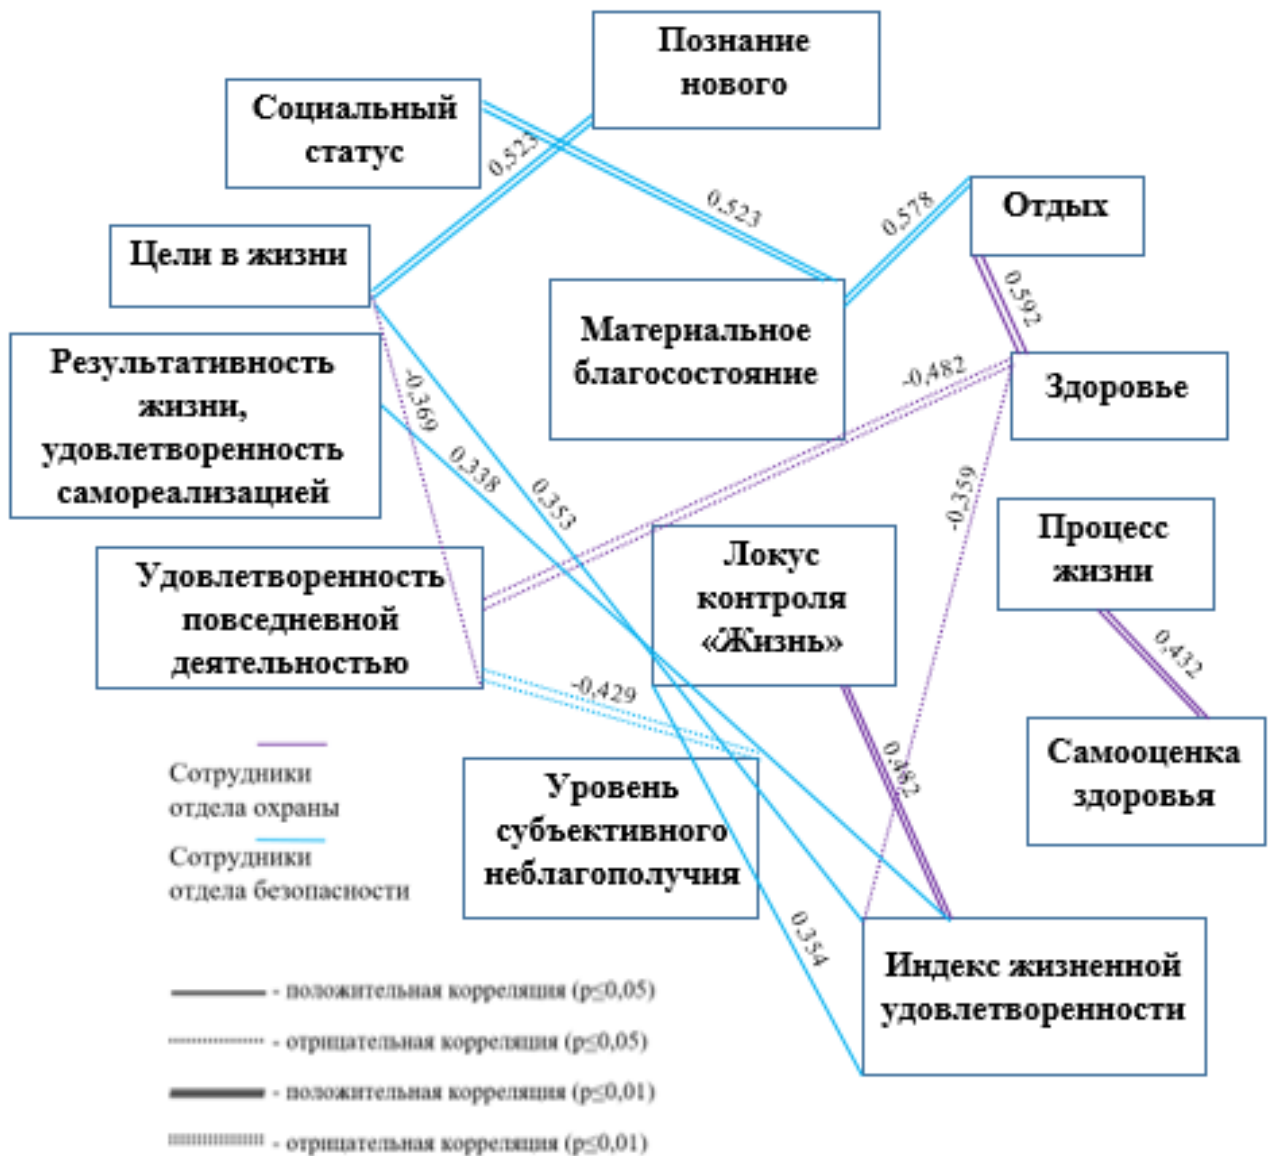 Познание
нового
Социальный
статус
0,523
0,523
0,578
Отдых
Цели в жизни
0,592
Материальное
благосостояние
Результативность
жизни,
удовлетворенность
самореализацией
-0,369
0,338
0,353
-0,482
Здоровье
-0,359
Процесс
жизни
Локус
контроля
«Жизнь»
Удовлетворенность
повседневной
деятельностью
-0,429
0,432
0,482
Самооценка
здоровья
Уровень
субъективного
неблагополучия
0,354
Индекс жизненной
удовлетворенности
Сотрудники
отдела охраны
Сотрудники
отдела безопасности
- положительная корреляция (p≤0,05)
- отрицательная корреляция (p≤0,05)
- положительная корреляция (p≤0,01)
- отрицательная корреляция (p≤0,01)